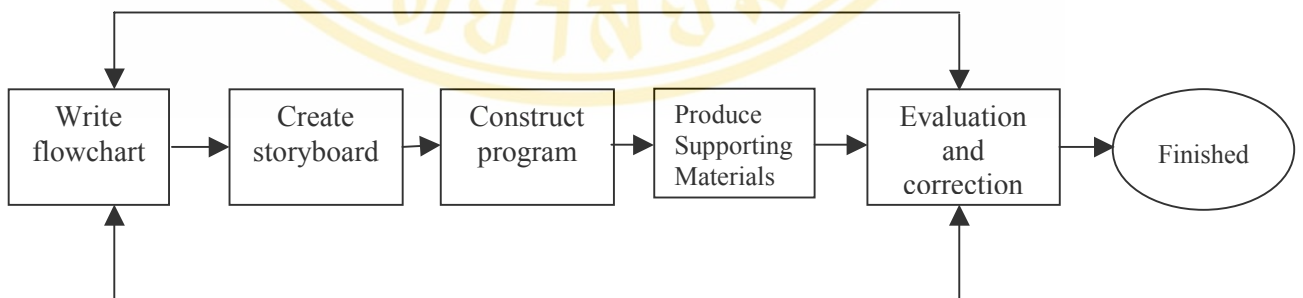 Write
flowchart
Create
storyboard
Construct
program
Produce
Supporting
Materials
Evaluation
and
correction
Finished